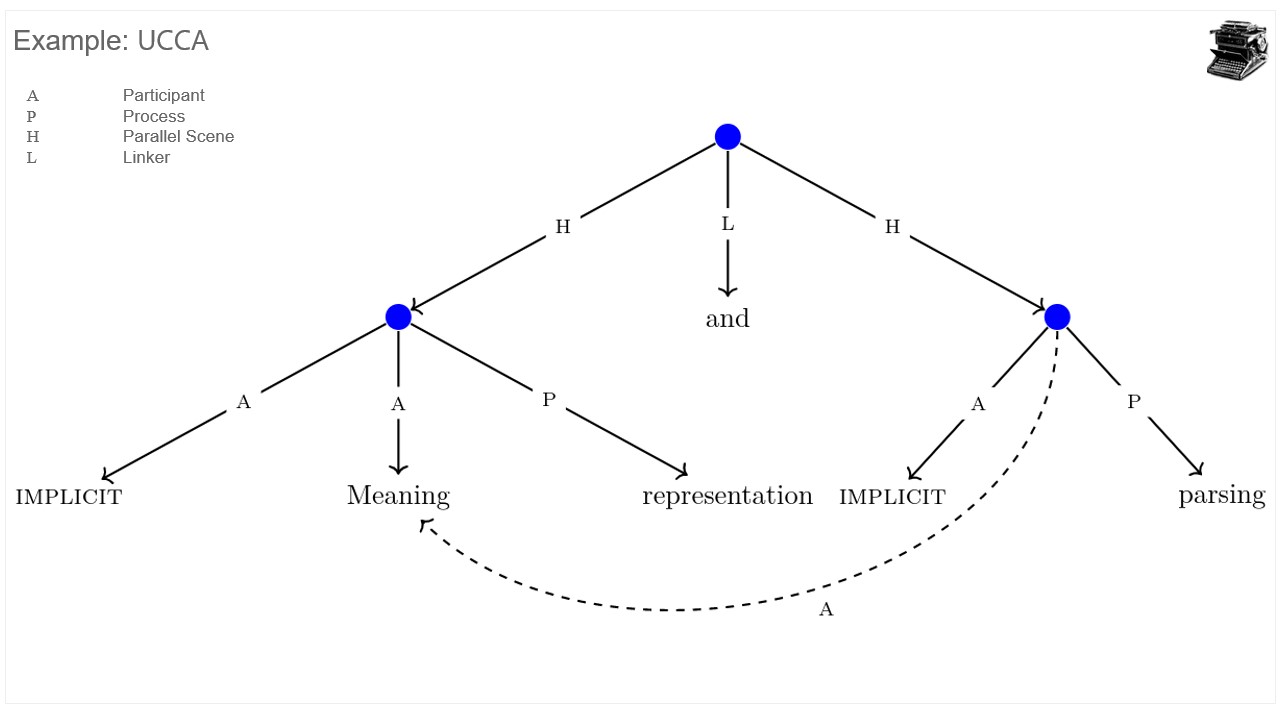 Example: UCCA
A Participant
P Process
H Parallel Scene
L Linker
H L H
and
A A P A P
IMPLICIT Meaning representation IMPLICIT parsing
A